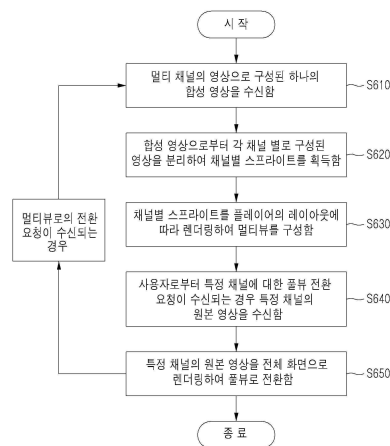 시 작
멀티 채널의 영상으로 구성된 하나의
합성 영상을 수신함
S610
합성 영상으로부터 각 채널 별로 구성된
영상을 분리하여 채널별 스프라이트를 획득함
S620
채널별 스프라이트를 플레이어의 레이아웃에
따라 렌더링하여 멀티뷰를 구성함
S630
멀티뷰로의 전환
요청이 수신되는
경우
사용자로부터 특정 채널에 대한 풀뷰 전환
요청이 수신되는 경우 특정 채널의
원본 영상을 수신함
S640
특정 채널의 원본 영상을 전체 화면으로
렌더링하여 풀뷰로 전환함
S650
종 료